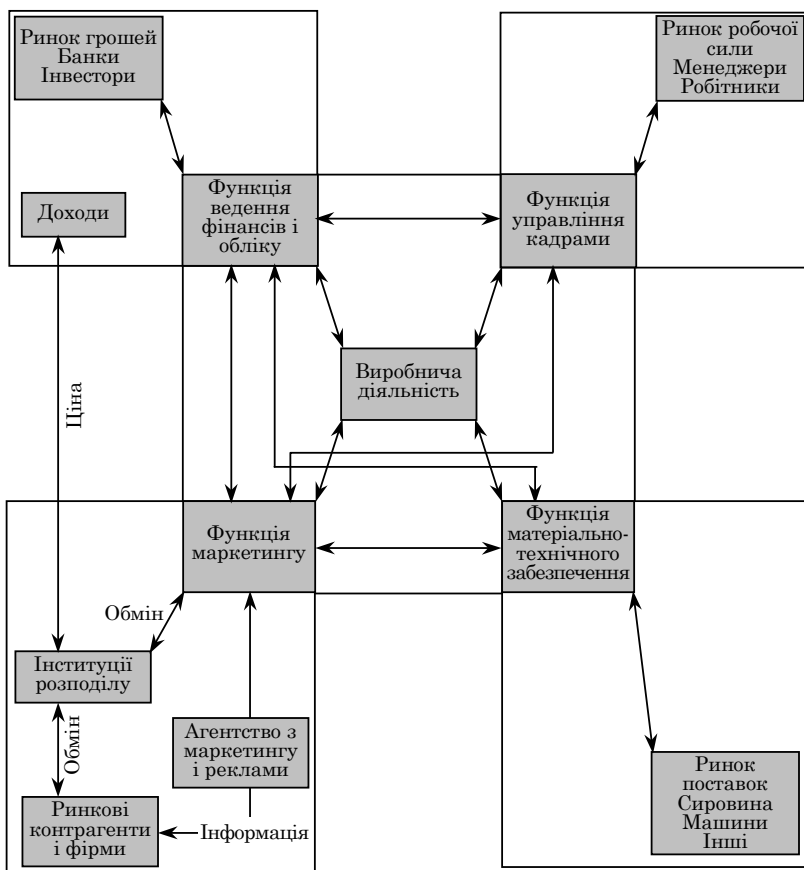 Ринок грошей
Банки
Інвестори
Ринок робочої
сили
Менеджери
Робітники
Доходи
Функція
ведення
фінансів і
обліку
Функція
управління
кадрами
Виробнича
діяльність
Ціна
Функція
маркетингу
Функція
матеріально-
технічного
забезпечення
Обмін
Інституції
розподілу
Обмін
Агентство з
маркетингу
і реклами
Ринкові
контрагенти
і фірми
Інформація
Ринок
поставок
Сировина
Машини
Інші